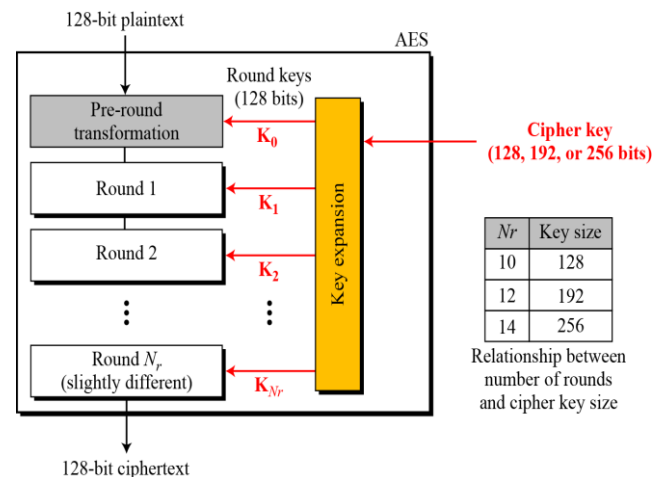 128-bit plaintext
AES
Round keys
(128 bits)
Pre-round
transformation
K0
Cipher key
(128, 192, or 256 bits)
Round 1
K1
Round 2
K2
Key expansion
Nr Key size
10 128
12 192
14 256
Relationship between
number of rounds
and cipher key size
Round Nr
(slightly different)
KNr
128-bit ciphertext